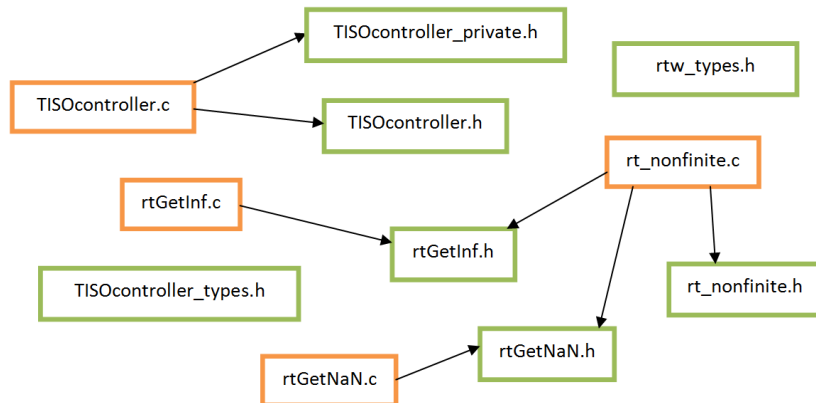 TISOcontroller_private.h
rtw_types.h
TISOcontroller.c
TISOcontroller.h
rt_nonfinite.c
rtGetInf.c
rtGetInf.h
TISOcontroller_types.h
rt_nonfinite.h
rtGetNaN.h
rtGetNaN.c